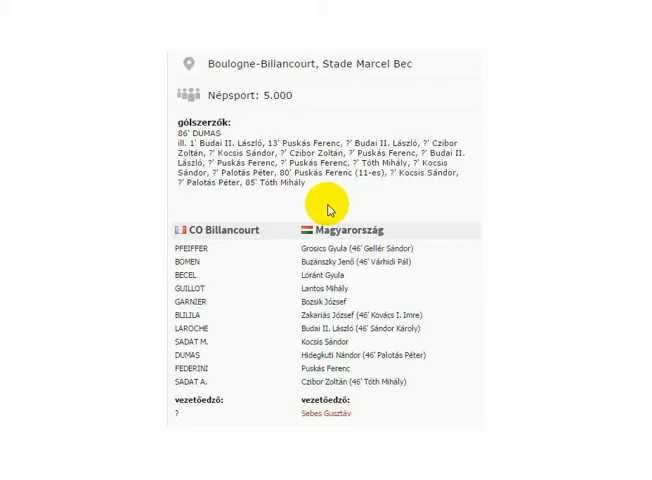 Boulogne-Billancourt, Stade Marcel Bec
Népsport: 5.000
gólszerzők:
86' DUMAS
ill. 1' Budai II. László, 13' Puskás Ferenc, ?' Budai II. László, ?' Czibor
Zoltán, ?' Kocsis Sándor, ?' Czibor Zoltán, ?' Puskás Ferenc, ?' Budai II.
László, ?' Puskás Ferenc, ?' Puskás Ferenc, ?' Tóth Mihály, ?' Kocsis
Sándor, ?' Palotás Péter, 80' Puskás Ferenc (11-es), ?' Kocsis Sándor,
?' Palotás Péter, 85' Tóth Mihály
CO Billancourt Magyarország
PFEIFFER Grosics Gyula (46' Gellér Sándor)
BOMEN Buzánszky Jenő (46' Várhidi Pál)
BECEL Lóránt Gyula
GUILLOT Lantos Mihály
GARNIER Bozsik József
BLILILA Zakariás József (46' Kovács I. Imre)
LAROCHE Budai II. László (46' Sándor Károly)
SADAT M. Kocsis Sándor
DUMAS Hidegkuti Nándor (46' Palotás Péter)
FEDERINI Puskás Ferenc
SADAT A. Czibor Zoltán (46' Tóth Mihály)
vezetőedző: vezetőedző:
? Sebes Gusztáv